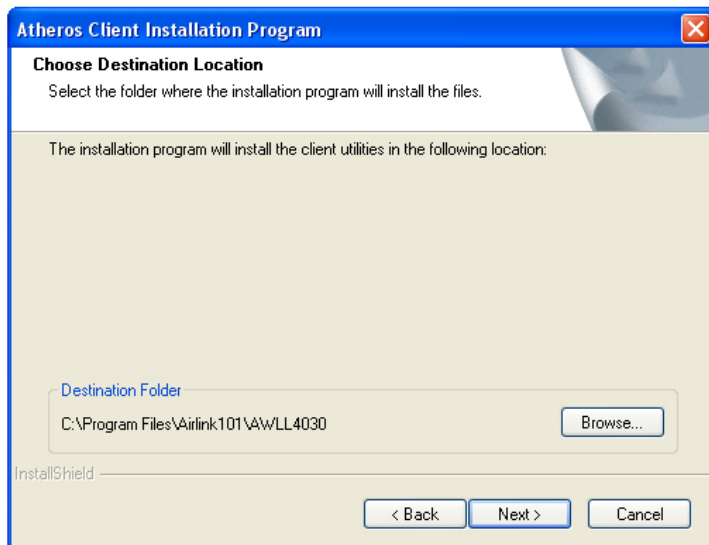 Atheros Client Installation Program
Choose Destination Location
Select the folder where the installation program will install the files.
The installation program will install the client utilities in the following location:
Destination Folder
C:\Program Files\Airlink101\AWLL4030
Browse...
InstallShield
< Back
Next >
Cancel